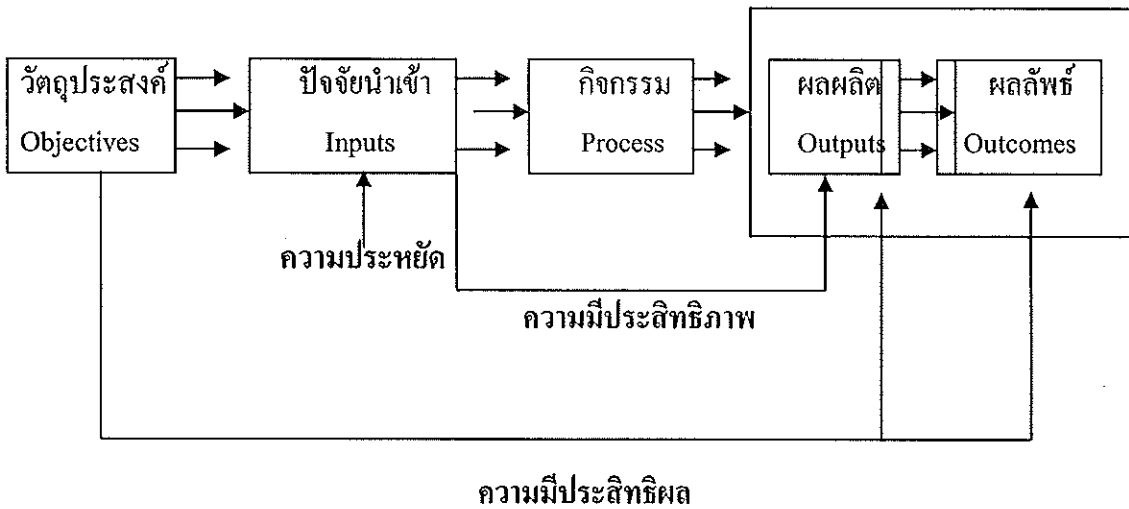 วัตถุประสงค์
Objectives
ปัจจัยนำเข้า
Inputs
กิจกรรม
Process
ผลผลิต
Outputs
ผลลัพธ์
Outcomes
ความประหยัด
ความมีประสิทธิภาพ
ความมีประสิทธิผล